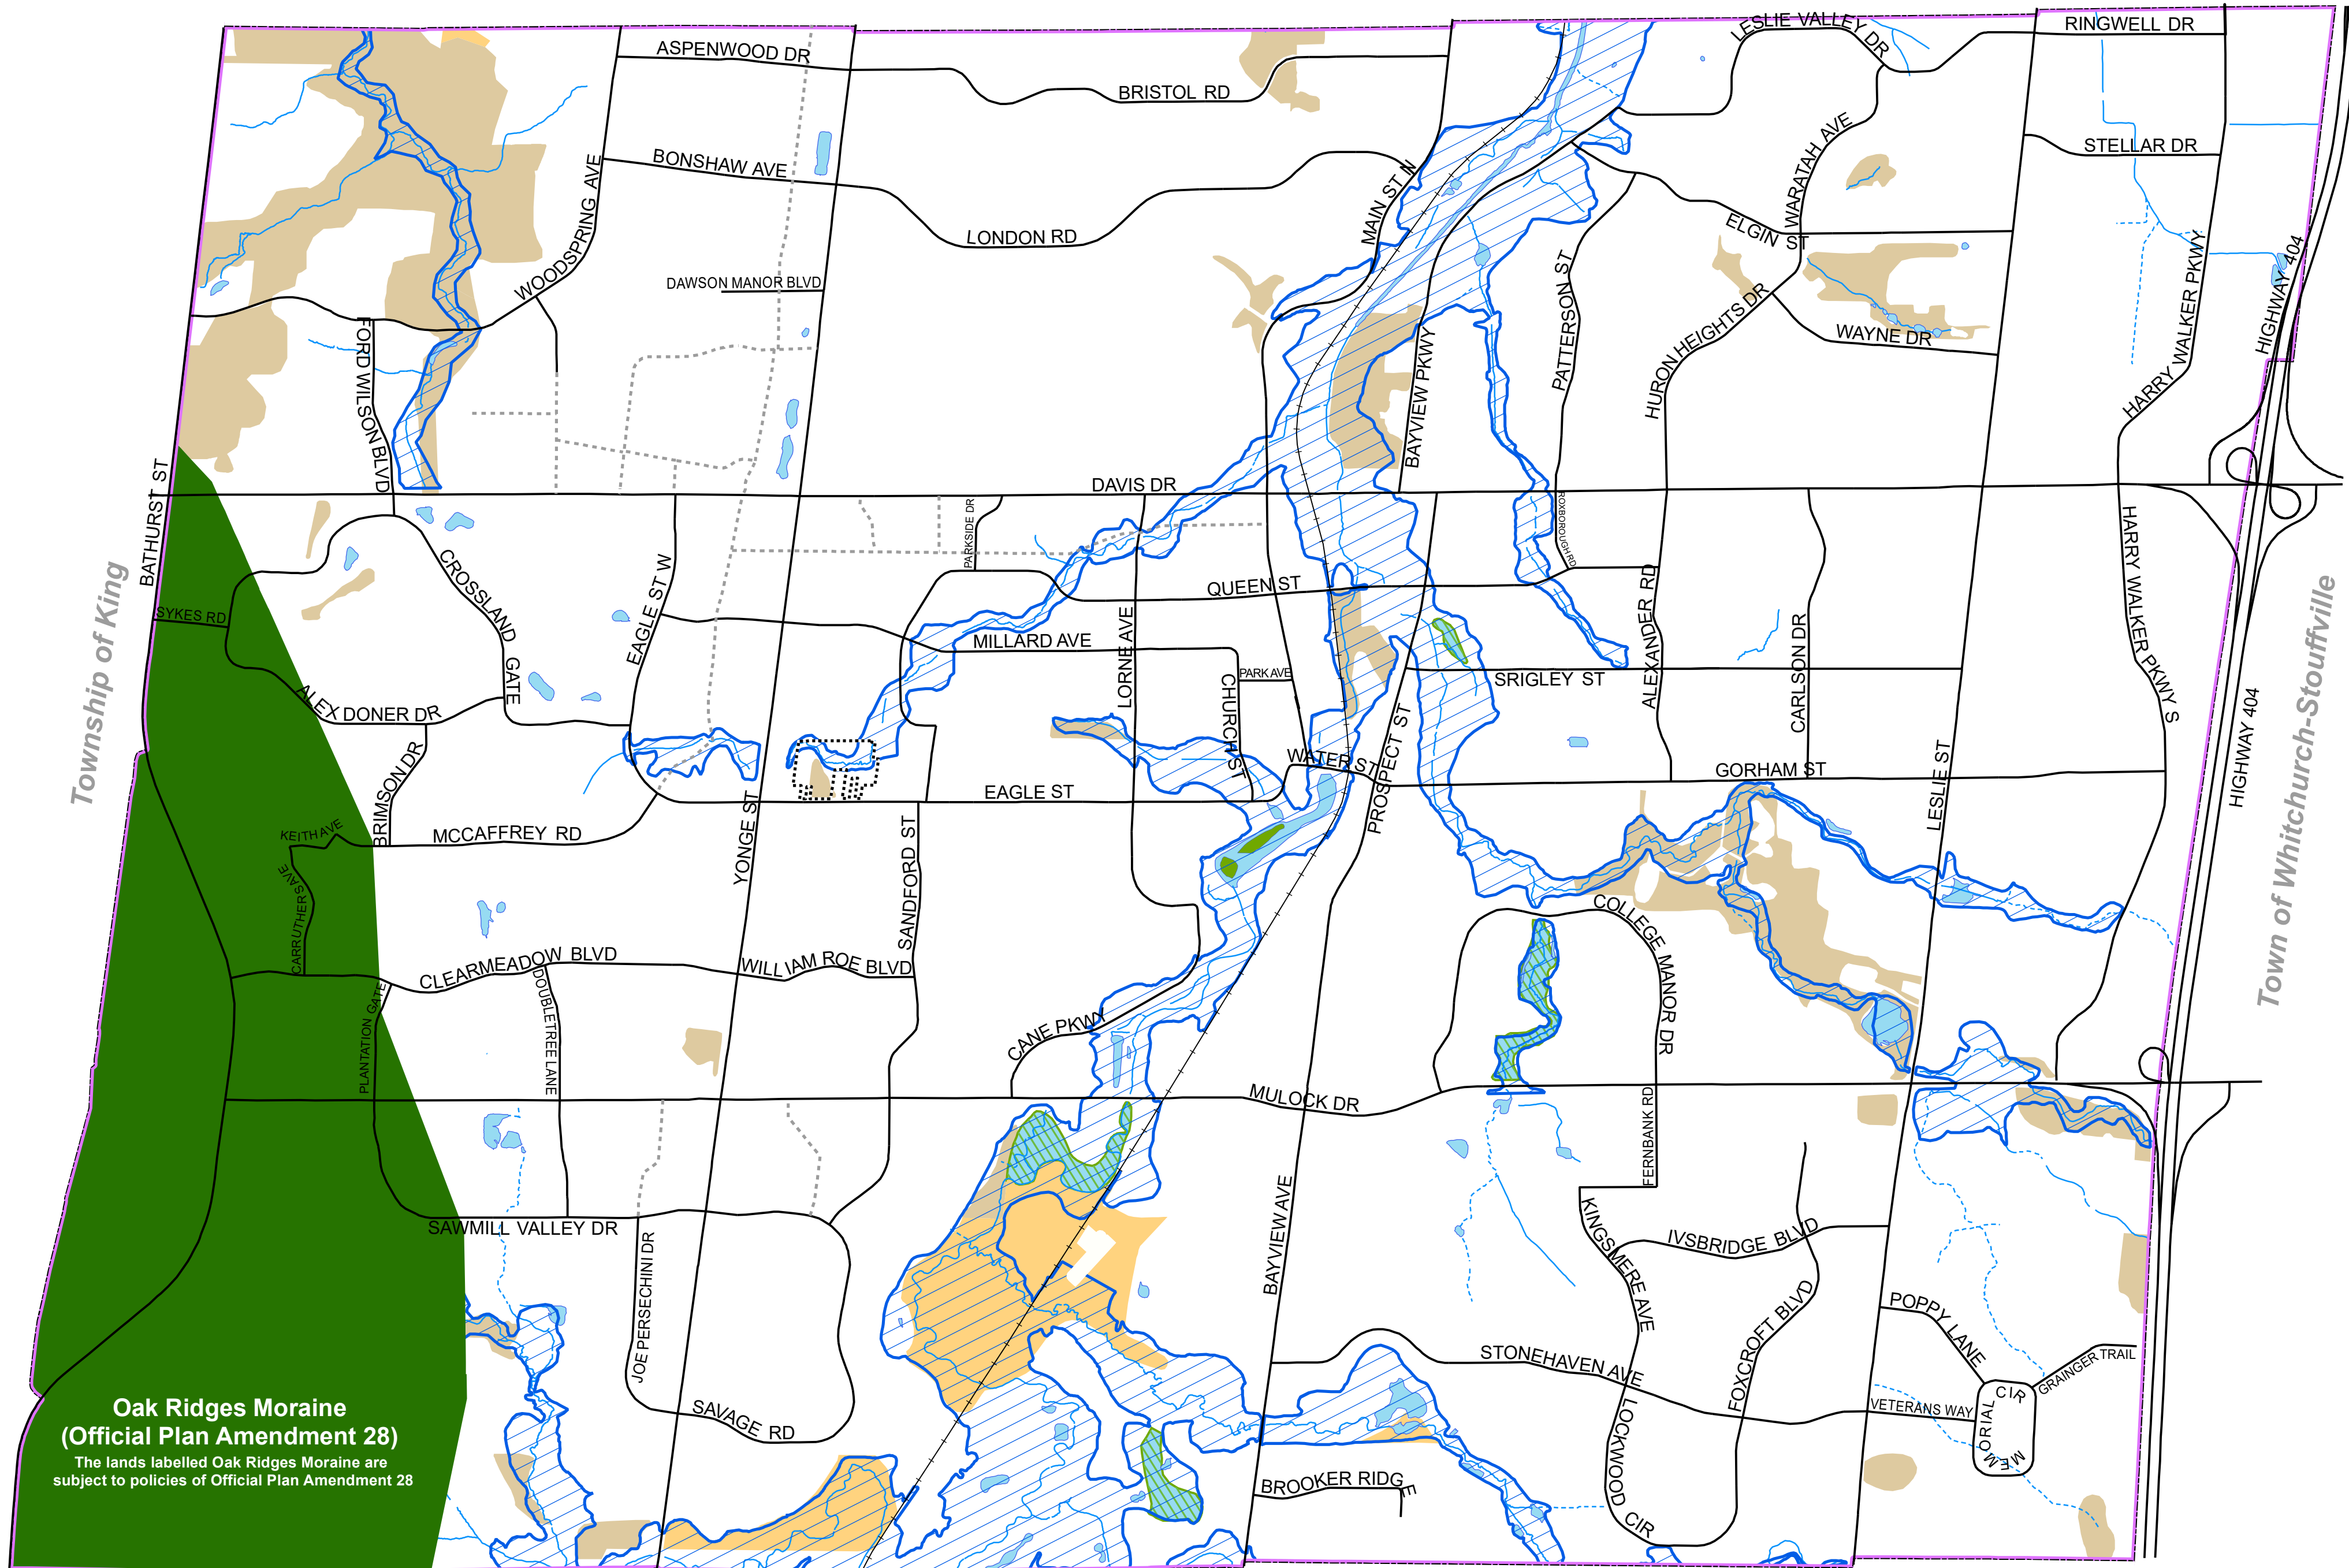 RINGWELL DR
LESLIE VALLEY DR
ASPENWOOD DR
BRISTOL RD
STELLAR DR
WARATAH AVE
BONSHAW AVE
WOODSPRING AVE
MAIN ST N
LONDON RD
ELGIN ST
DAWSON MANOR BLVD
PATTERSON ST
HURON HEIGHTS DR
WAYNE DR
HARRY WALKER PKWY
HIGHWAY 404
HARRY WALKER
FORD WILSON BLVD
BAYVIEW PKWY
BATHURST ST
DAVIS DR
PARKSIDE DR
ROXBOROUGH RD
HARRY WALKER PKWY S
Township of King
CROSSLAND GATE
EAGLE ST W
QUEEN ST
SYKES RD
MILLARD AVE
LORNE AVE
ALEXANDER RD
CARLSON DR
Town of Whitchurch-Stouffville
PARK AVE
CHURCH ST
SRIGLEY ST
ALEX DONER DR
BRIMSON DR
WATER ST
PROSPECT ST
GORHAM ST
LESLIE ST
HIGHWAY 404
EAGLE ST
KEITH AVE
MCCAFFREY RD
YONGE ST
SANDFORD ST
CARRUTHERS AVE
COLLEGE MANOR DR
CLEARMEADOW BLVD
WILLIAM ROE BLVD
DOUBLETREE LANE
PLANTATION GATE
CANE PKWY
MULOCK DR
FERNBANK RD
SAWMILL VALLEY DR
JOE PERSECHINI DR
BAYVIEW AVE
KINGSMERE AVE
IVSBRIDGE BLVD
FOXCROFT BLVD
POPPY LANE
STONEHAVEN AVE
GRAINGER TRAIL
VETERANS WAY
MEMORIAL CIR
SAVAGE RD
LOCKWOOD CIR
BROOKER RIDGE
Oak Ridges Moraine
(Official Plan Amendment 28)
The lands labelled Oak Ridges Moraine are
subject to policies of Official Plan Amendment 28